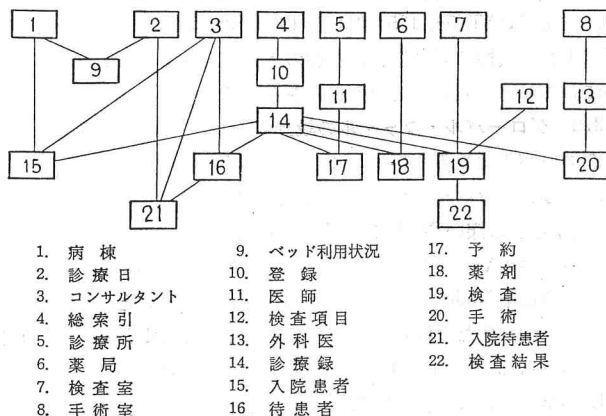 1 2 3 4 5 6 7 8
9 10 11 12 13
14
15 16 17 18 19 20
21 22
1. 病棟
2. 診療日
3. コンサルタント
4. 総索引
5. 診療所
6. 薬局
7. 検査室
8. 手術室
9. ベッド利用状況
10. 登録
11. 医師
12. 検査項目
13. 外科医
14. 診療録
15. 入院患者
16 待患者
17. 予約
18. 薬剤
19. 検査
20. 手術
21. 入院待患者
22. 検査結果